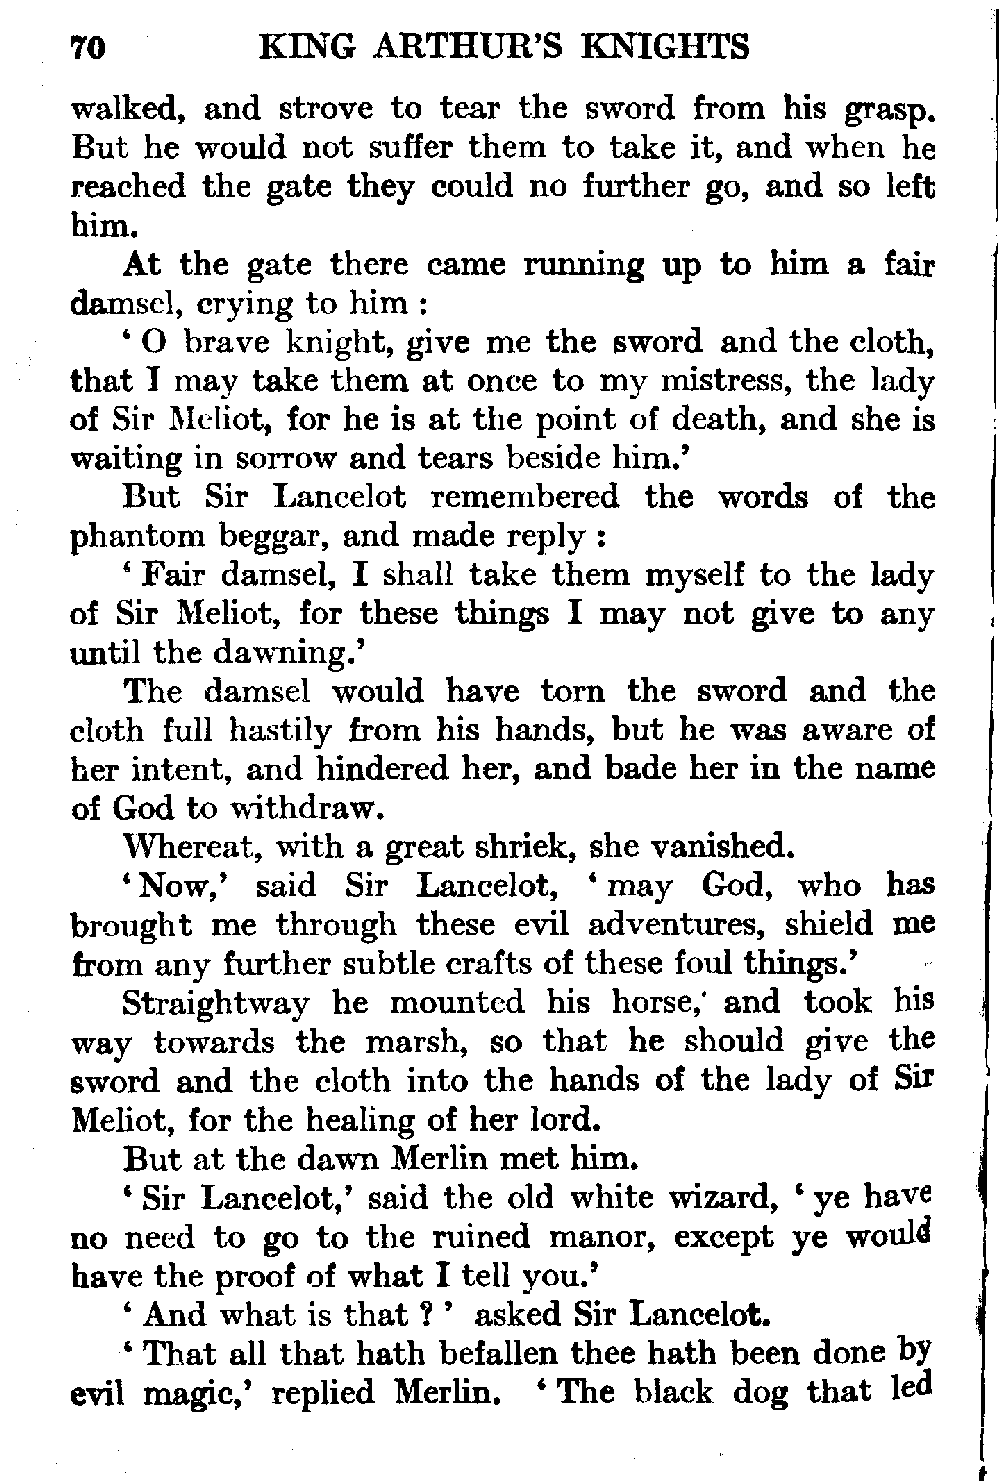 70 KING ARTHUR'S KNIGHTS
walked, and strove to tear the sword from his grasp.
But he would not suffer them to take it, and when he
reached the gate they could no further go, and so left
him.
At the gate there came running up to him a fair
damsel, crying to him :
‘ O brave knight, give me the sword and the cloth,
that I may take them at once to my mistress, the lady
of Sir Meliot, for he is at the point of death, and she is
waiting in sorrow and tears beside him.’
But Sir Lancelot remembered the words of the
phantom beggar, and made reply :
‘ Fair damsel, I shall take them myself to the lady
of Sir Meliot, for these things I may not give to any
until the dawning.’
The damsel would have torn the sword and the
cloth full hastily from his hands, but he was aware of
her intent, and hindered her, and bade her in the name
of God to withdraw.
Whereat, with a great shriek, she vanished.
‘ Now,’ said Sir Lancelot, ‘ may God, who has
brought me through these evil adventures, shield me
from any further subtle crafts of these foul things.’
Straightway he mounted his horse, and took his
way towards the marsh, so that he should give the
sword and the cloth into the hands of the lady of Sir
Meliot, for the healing of her lord.
But at the dawn Merlin met him.
‘ Sir Lancelot,’ said the old white wizard, ‘ ye have
no need to go to the ruined manor, except ye would
have the proof of what I tell you.’
‘ And what is that ? ’ asked Sir Lancelot.
‘ That all that hath befallen thee hath been done by
evil magic,’ replied Merlin. ‘ The black dog that led